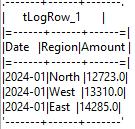 .-------+------+-------.
|      tLogRow_1       |
|=------+------+------=|
|Date   |Region|Amount |
|=------+------+------=|
|2024-01|North |12723.0|
|2024-01|West  |13310.0|
|2024-01|East  |14285.0|
'-------+------+-------'